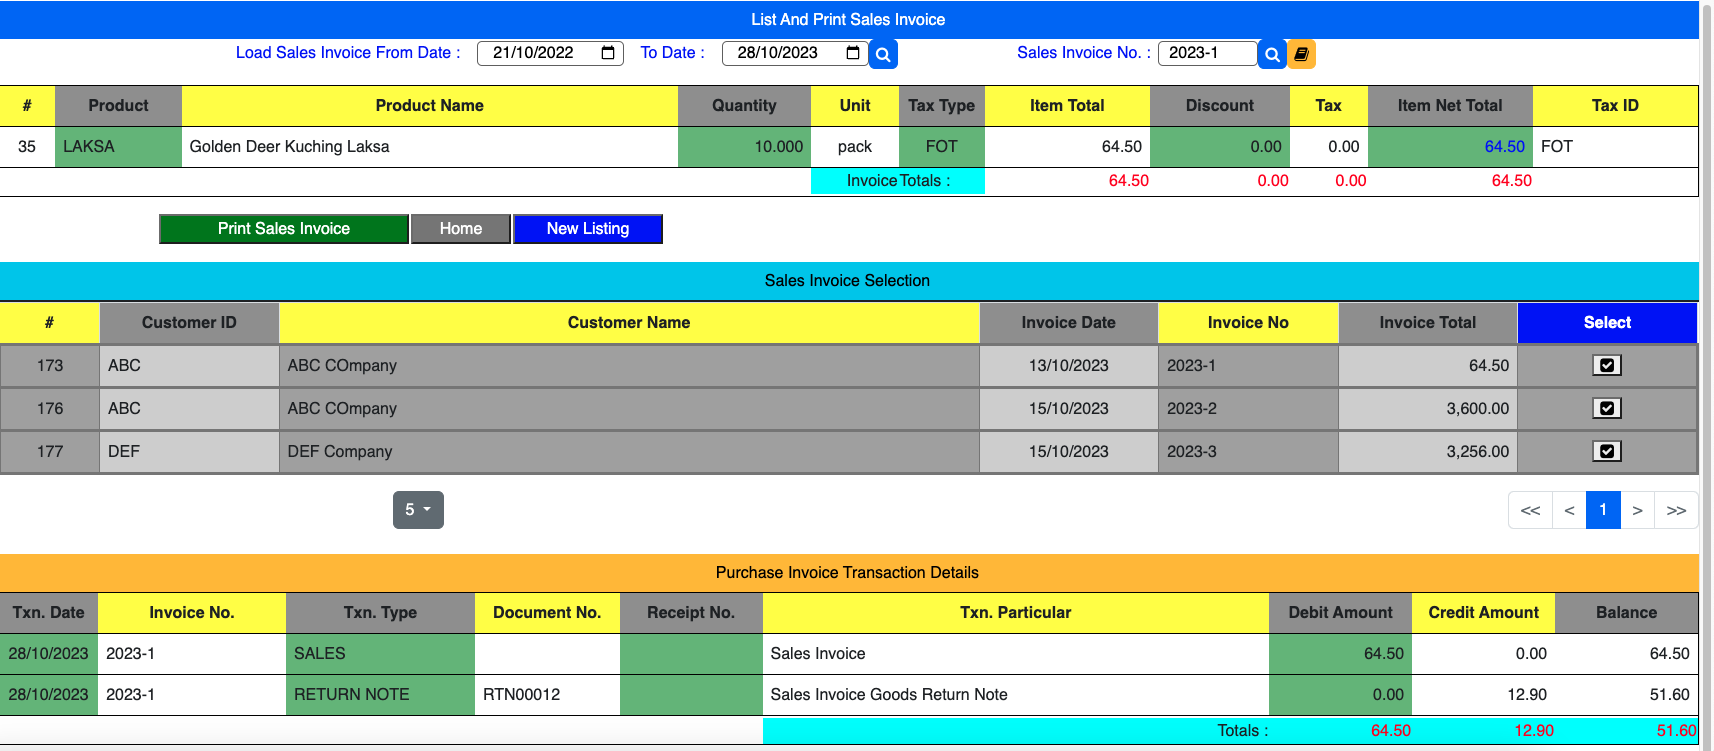 List And Print Sales Invoice
Load Sales Invoice From Date : 21/10/2022 To Date : 28/10/2023 Sales Invoice No. : 2023-1
# Product Product Name Quantity Unit Tax Type Item Total Discount Tax Item Net Total Tax ID
35 LAKSA Golden Deer Kuching Laksa 10.000 pack FOT 64.50 0.00 0.00 64.50 FOT
Invoice Totals : 64.50 0.00 0.00 64.50
Print Sales Invoice Home New Listing
Sales Invoice Selection
# Customer ID Customer Name Invoice Date Invoice No Invoice Total Select
173 ABC ABC COmpany 13/10/2023 2023-1 64.50
176 ABC ABC COmpany 15/10/2023 2023-2 3,600.00
177 DEF DEF Company 15/10/2023 2023-3 3,256.00
5 << < 1 > >>
Purchase Invoice Transaction Details
Txn. Date Invoice No. Txn. Type Document No. Receipt No. Txn. Particular Debit Amount Credit Amount Balance
28/10/2023 2023-1 SALES Sales Invoice 64.50 0.00 64.50
28/10/2023 2023-1 RETURN NOTE RTN00012 Sales Invoice Goods Return Note 0.00 12.90 51.60
Totals : 64.50 12.90 51.60